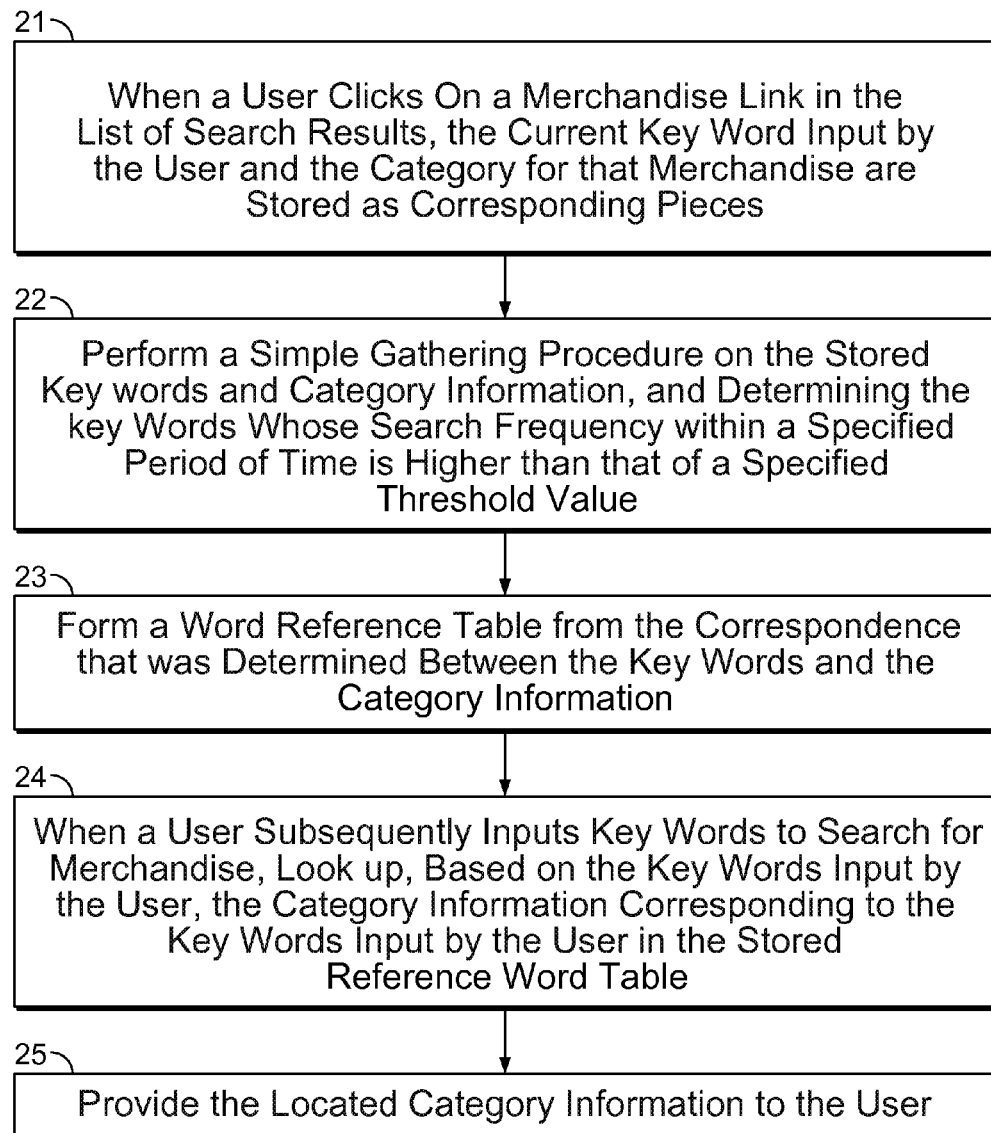 21
When a User Clicks On a Merchandise Link in the
List of Search Results, the Current Key Word Input by
the User and the Category for that Merchandise are
Stored as Corresponding Pieces
22
Perform a Simple Gathering Procedure on the Stored
Key words and Category Information, and Determining the
key Words Whose Search Frequency within a Specified
Period of Time is Higher than that of a Specified
Threshold Value
23
Form a Word Reference Table from the Correspondence
that was Determined Between the Key Words and the
Category Information
24
When a User Subsequently Inputs Key Words to Search for
Merchandise, Look up, Based on the Key Words Input by
the User, the Category Information Corresponding to the
Key Words Input by the User in the Stored
Reference Word Table
25
Provide the Located Category Information to the User